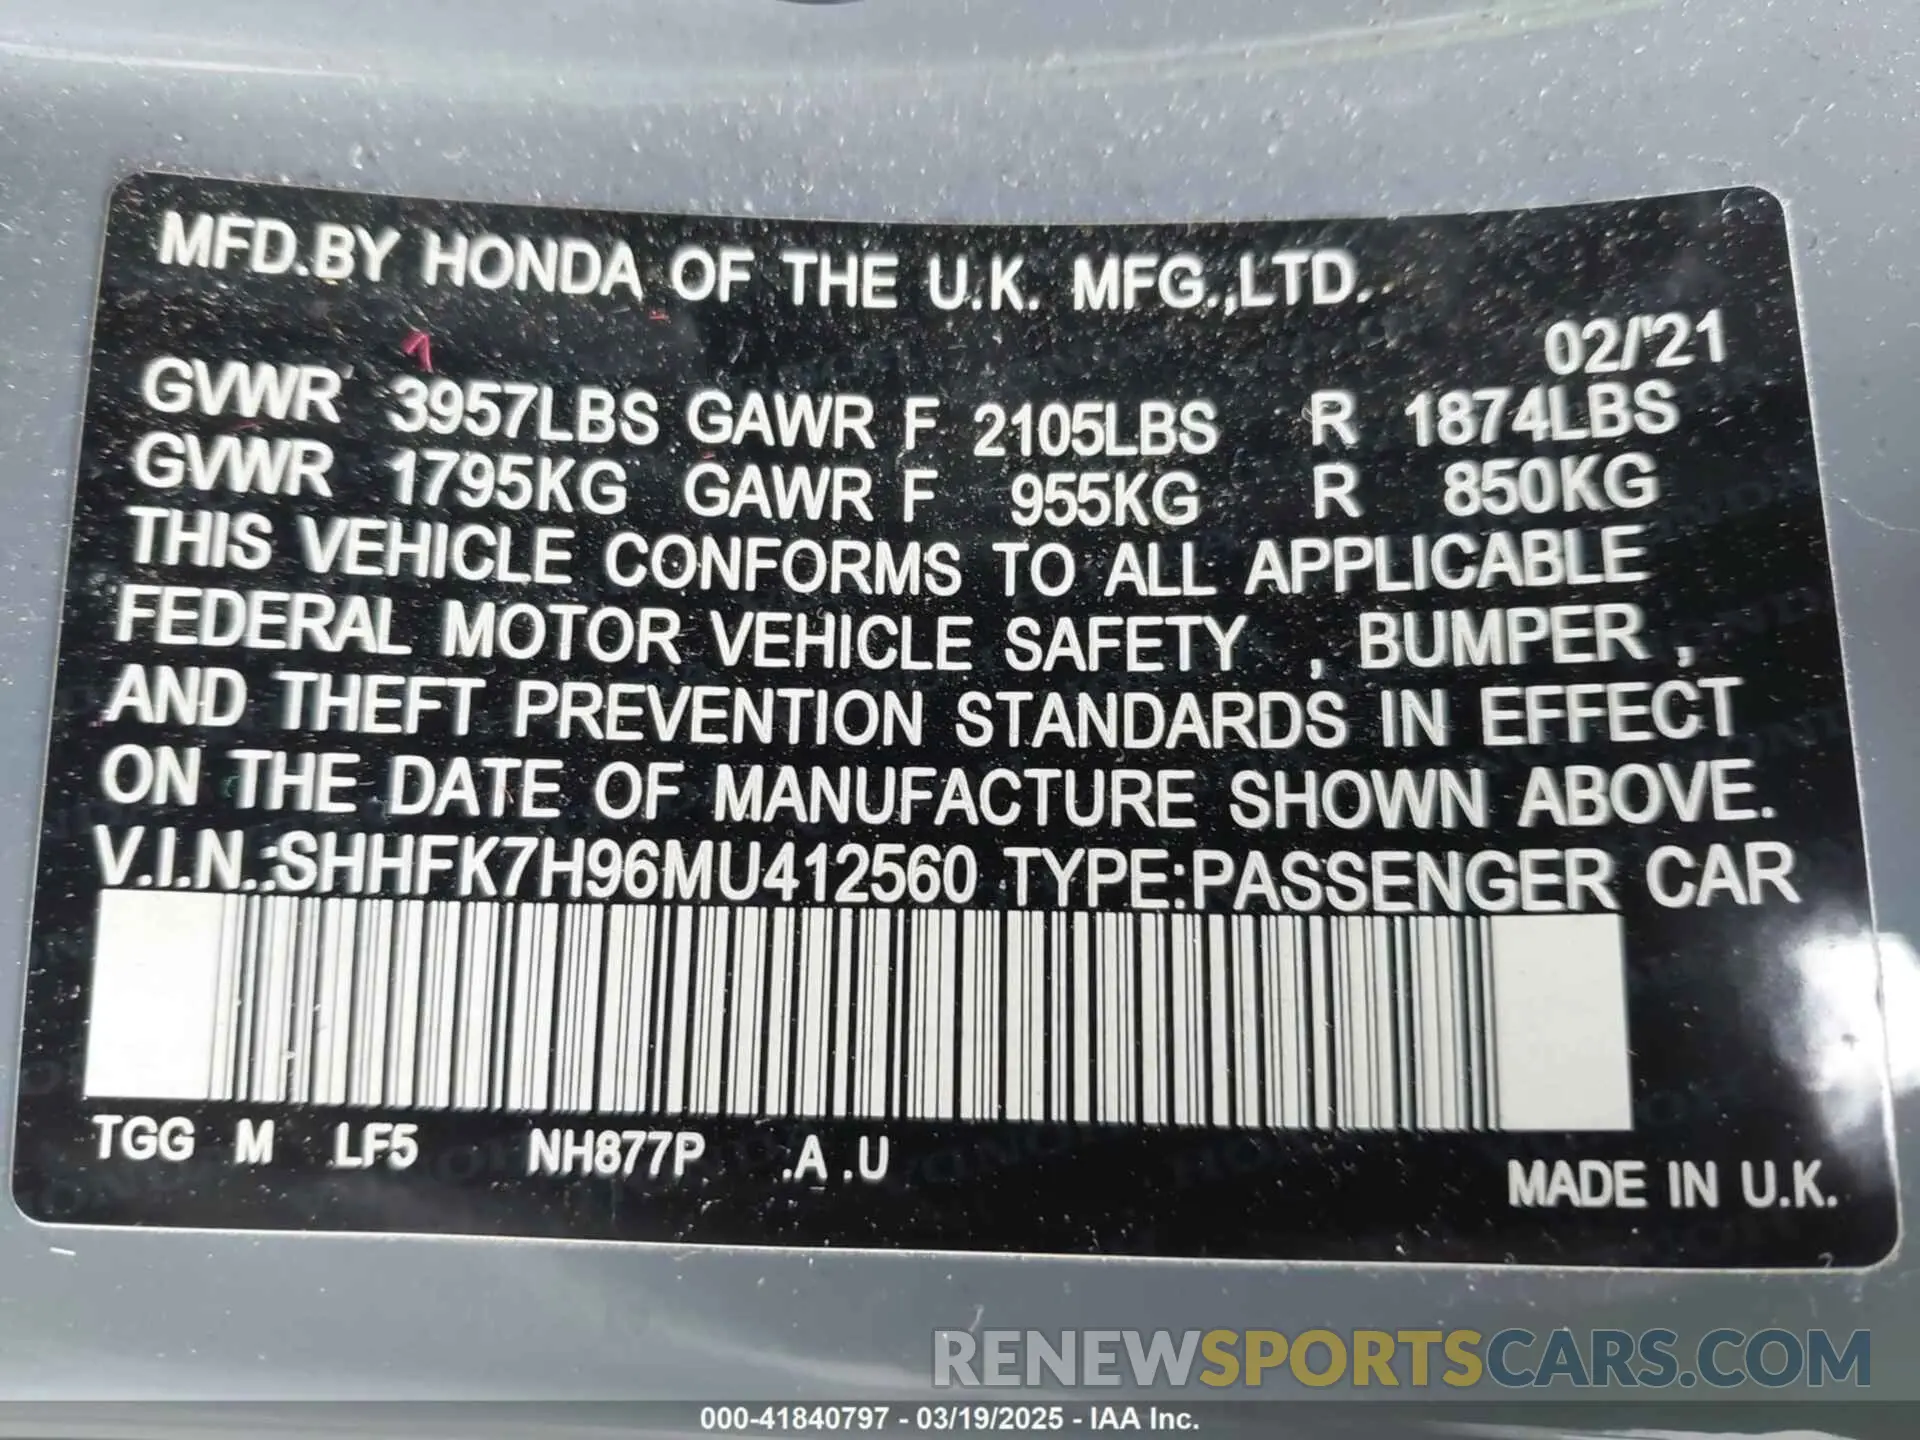 MFD.BY HONDA OF THE U.K. MFG.,LTD.
02/'21
GVWR 3957LBS GAWR F 2105LBS R 1874LBS
GVWR 1795KG GAWR F 955KG R 850KG
THIS VEHICLE CONFORMS TO ALL APPLICABLE
FEDERAL MOTOR VEHICLE SAFETY , BUMPER ,
AND THEFT PREVENTION STANDARDS IN EFFECT
ON THE DATE OF MANUFACTURE SHOWN ABOVE.
V.I.N.:SHHFK7H96MU412560 TYPE:PASSENGER CAR
TGG M LF5 NH877P .A .U
MADE IN U.K.
RENEWSPORTSCARS.COM
000-41840797 - 03/19/2025 - IAA Inc.